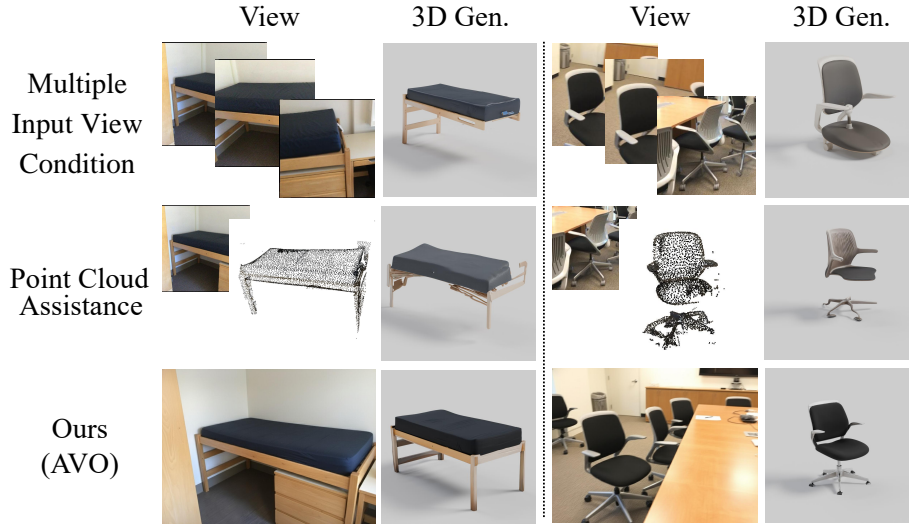 View 3D Gen. View 3D Gen.
Multiple
Input View
Condition
Point Cloud
Assistance
Ours
(AVO)